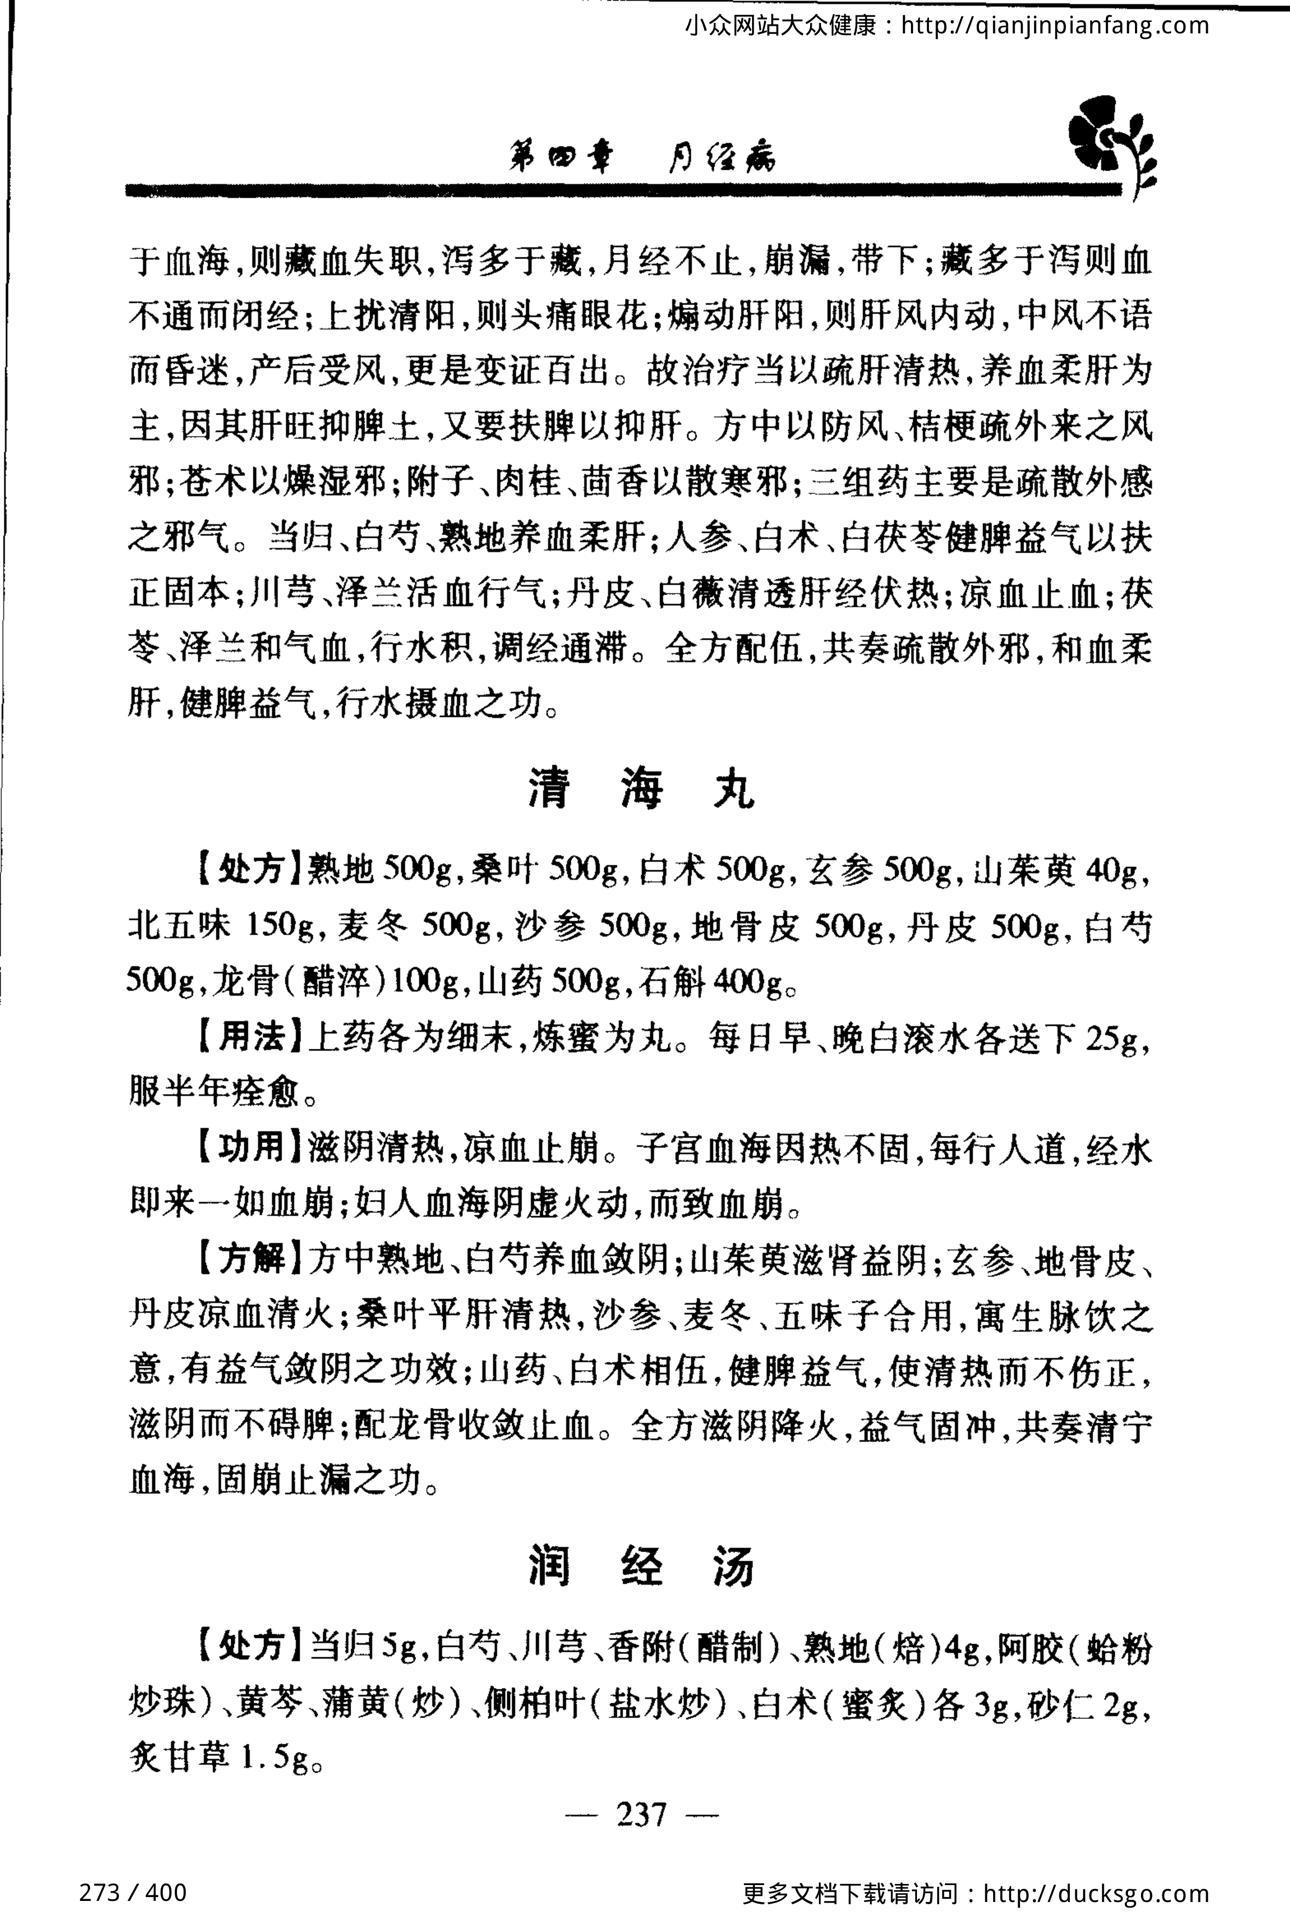 小众网站大众健康：http://qianjinpianfang.com
第四章 月经病
于血海,则藏血失职,泻多于藏,月经不止,崩漏,带下;藏多于泻则血
不通而闭经;上扰清阳,则头痛眼花;煽动肝阳,则肝风内动,中风不语
而昏迷,产后受风,更是变证百出。故治疗当以疏肝清热,养血柔肝为
主,因其肝旺抑脾土,又要扶脾以抑肝。方中以防风、桔梗疏外来之风
邪;苍术以燥湿邪;附子、肉桂、茴香以散寒邪;三组药主要是疏散外感
之邪气。当归、白芍、熟地养血柔肝;人参、白术、白茯苓健脾益气以扶
正固本;川芎、泽兰活血行气;丹皮、白薇清透肝经伏热;凉血止血;茯
苓、泽兰和气血,行水积,调经通滞。全方配伍,共奏疏散外邪,和血柔
肝,健脾益气,行水摄血之功。
清 海 丸
【处方】熟地 500g,桑叶 500g,白术 500g,玄参 500g,山茱萸 40g,
北五味 150g,麦冬 500g,沙参 500g,地骨皮 500g,丹皮 500g,白芍
500g,龙骨(醋淬)100g,山药 500g,石斛 400g。
【用法】上药各为细末,炼蜜为丸。每日早、晚白滚水各送下 25g,
服半年痊愈。
【功用】滋阴清热,凉血止崩。子宫血海因热不固,每行人道,经水
即来一如血崩;妇人血海阴虚火动,而致血崩。
【方解】方中熟地、白芍养血敛阴;山茱萸滋肾益阴;玄参、地骨皮、
丹皮凉血清火;桑叶平肝清热,沙参、麦冬、五味子合用,寓生脉饮之
意,有益气敛阴之功效;山药、白术相伍,健脾益气,使清热而不伤正,
滋阴而不碍脾;配龙骨收敛止血。全方滋阴降火,益气固冲,共奏清宁
血海,固崩止漏之功。
润 经 汤
【处方】当归 5g,白芍、川芎、香附(醋制)、熟地(焙)4g,阿胶(蛤粉
炒珠)、黄芩、蒲黄(炒)、侧柏叶(盐水炒)、白术(蜜炙)各 3g,砂仁 2g,
炙甘草 1.5g。
— 237 —
273 / 400
更多文档下载请访问：http://ducksgo.com